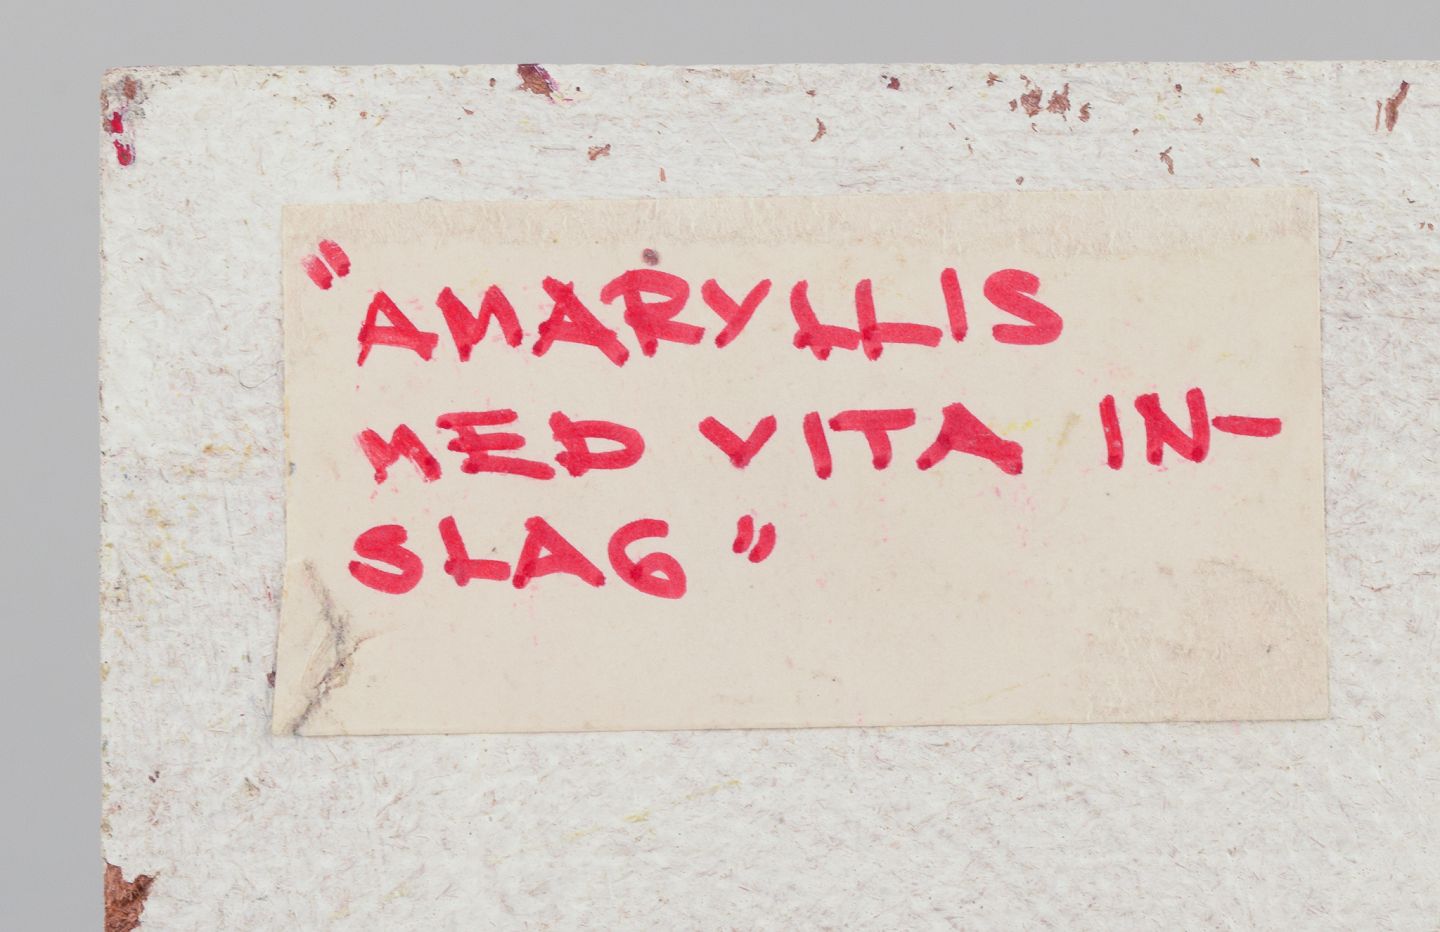 "AMARYLLIS
MED VITA IN-
SLAG"